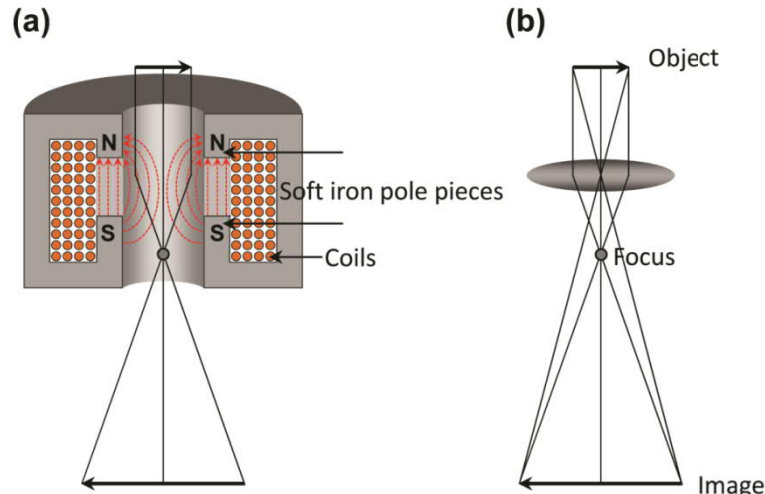 (a)
(b)
Object
N
N
Soft iron pole pieces
S
S
Coils
Focus
Image